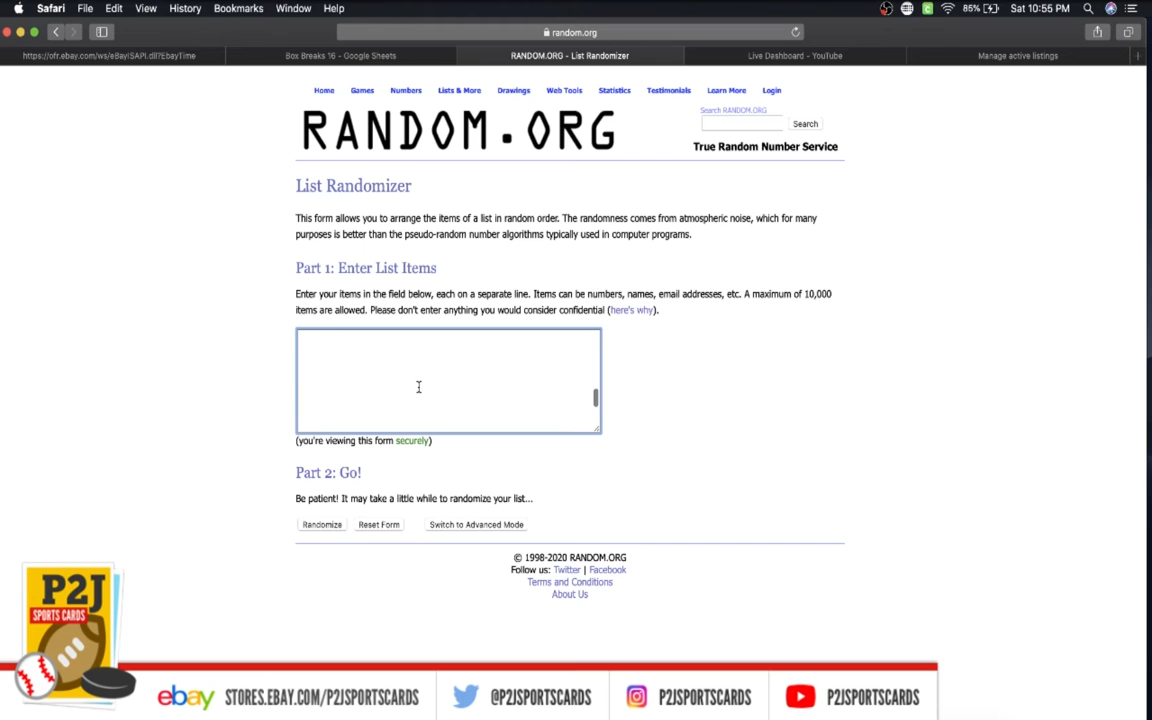 Safari File Edit View History Bookmarks Window Help 85% Sat 10:55 PM
random.org
https://ofr.ebay.com/ws/eBayISAPI.dll?EbayTime Box Breaks 16 - Google Sheets RANDOM.ORG - List Randomizer Live Dashboard - YouTube Manage active listings
Home Games Numbers Lists & More Drawings Web Tools Statistics Testimonials Learn More Login
Search RANDOM.ORG
RANDOM.ORG
Search
True Random Number Service
List Randomizer
This form allows you to arrange the items of a list in random order. The randomness comes from atmospheric noise, which for many
purposes is better than the pseudo-random number algorithms typically used in computer programs.
Part 1: Enter List Items
Enter your items in the field below, each on a separate line. Items can be numbers, names, email addresses, etc. A maximum of 10,000
items are allowed. Please don't enter anything you would consider confidential (here's why).
(you're viewing this form securely)
Part 2: Go!
Be patient! It may take a little while to randomize your list...
Randomize Reset Form Switch to Advanced Mode
© 1998-2020 RANDOM.ORG
Follow us: Twitter | Facebook
Terms and Conditions
About Us
P2J
SPORTS CARDS
ebay STORES.EBAY.COM/P2JSPORTSCARDS @P2JSPORTSCARDS P2JSPORTSCARDS P2JSPORTSCARDS